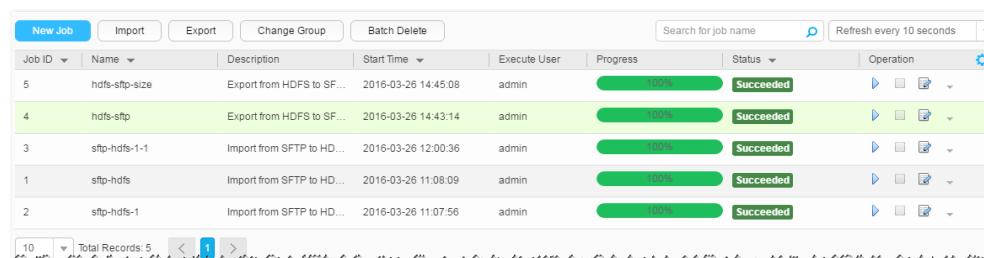 New Job Import Export Change Group Batch Delete Search for job name Refresh every 10 seconds
Job ID Name Description Start Time Execute User Progress Status Operation
5 hdfs-sftp-size Export from HDFS to SF... 2016-03-26 14:45:08 admin 100% Succeeded
4 hdfs-sftp Export from HDFS to SF... 2016-03-26 14:43:14 admin 100% Succeeded
3 sftp-hdfs-1-1 Import from SFTP to HD... 2016-03-26 12:00:36 admin 100% Succeeded
1 sftp-hdfs Import from SFTP to HD... 2016-03-26 11:08:09 admin 100% Succeeded
2 sftp-hdfs-1 Import from SFTP to HD... 2016-03-26 11:07:56 admin 100% Succeeded
10 Total Records: 5 < 1 >